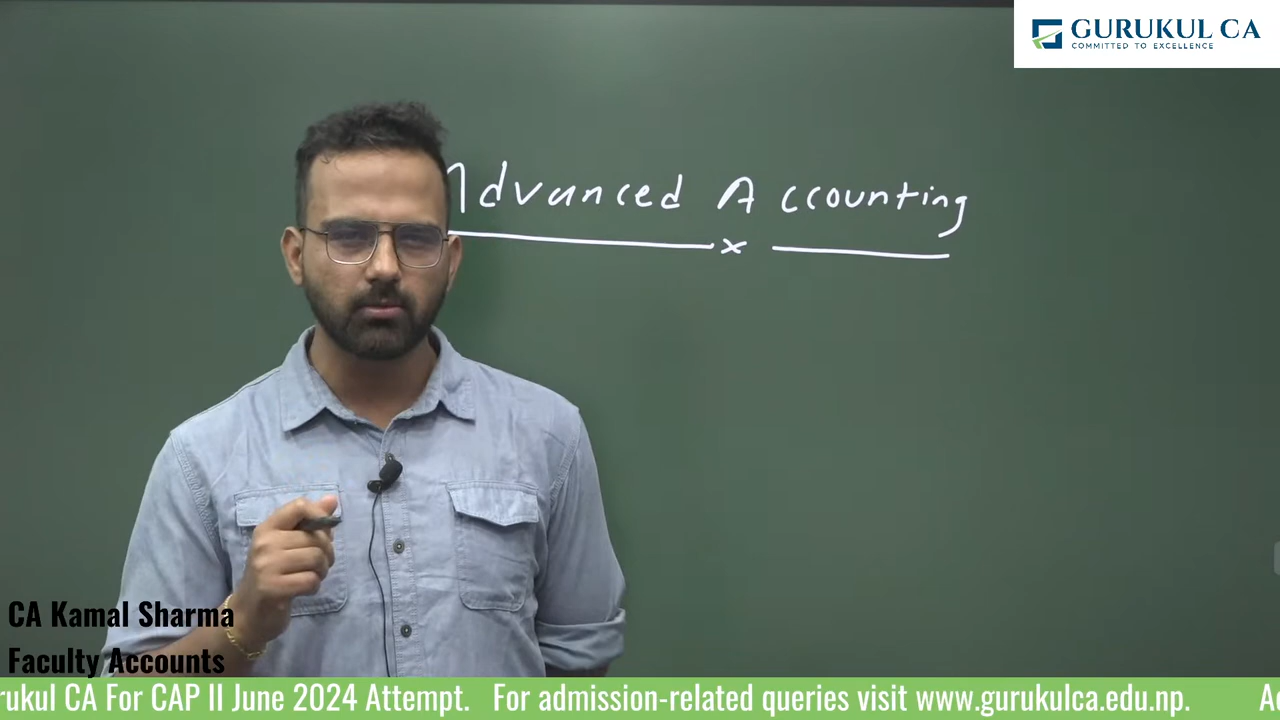 GURUKUL CA
COMMITTED TO EXCELLENCE
Advanced Accounting
x
CA Kamal Sharma
Faculty Accounts
rukul CA For CAP II June 2024 Attempt. For admission-related queries visit www.gurukulca.edu.np.